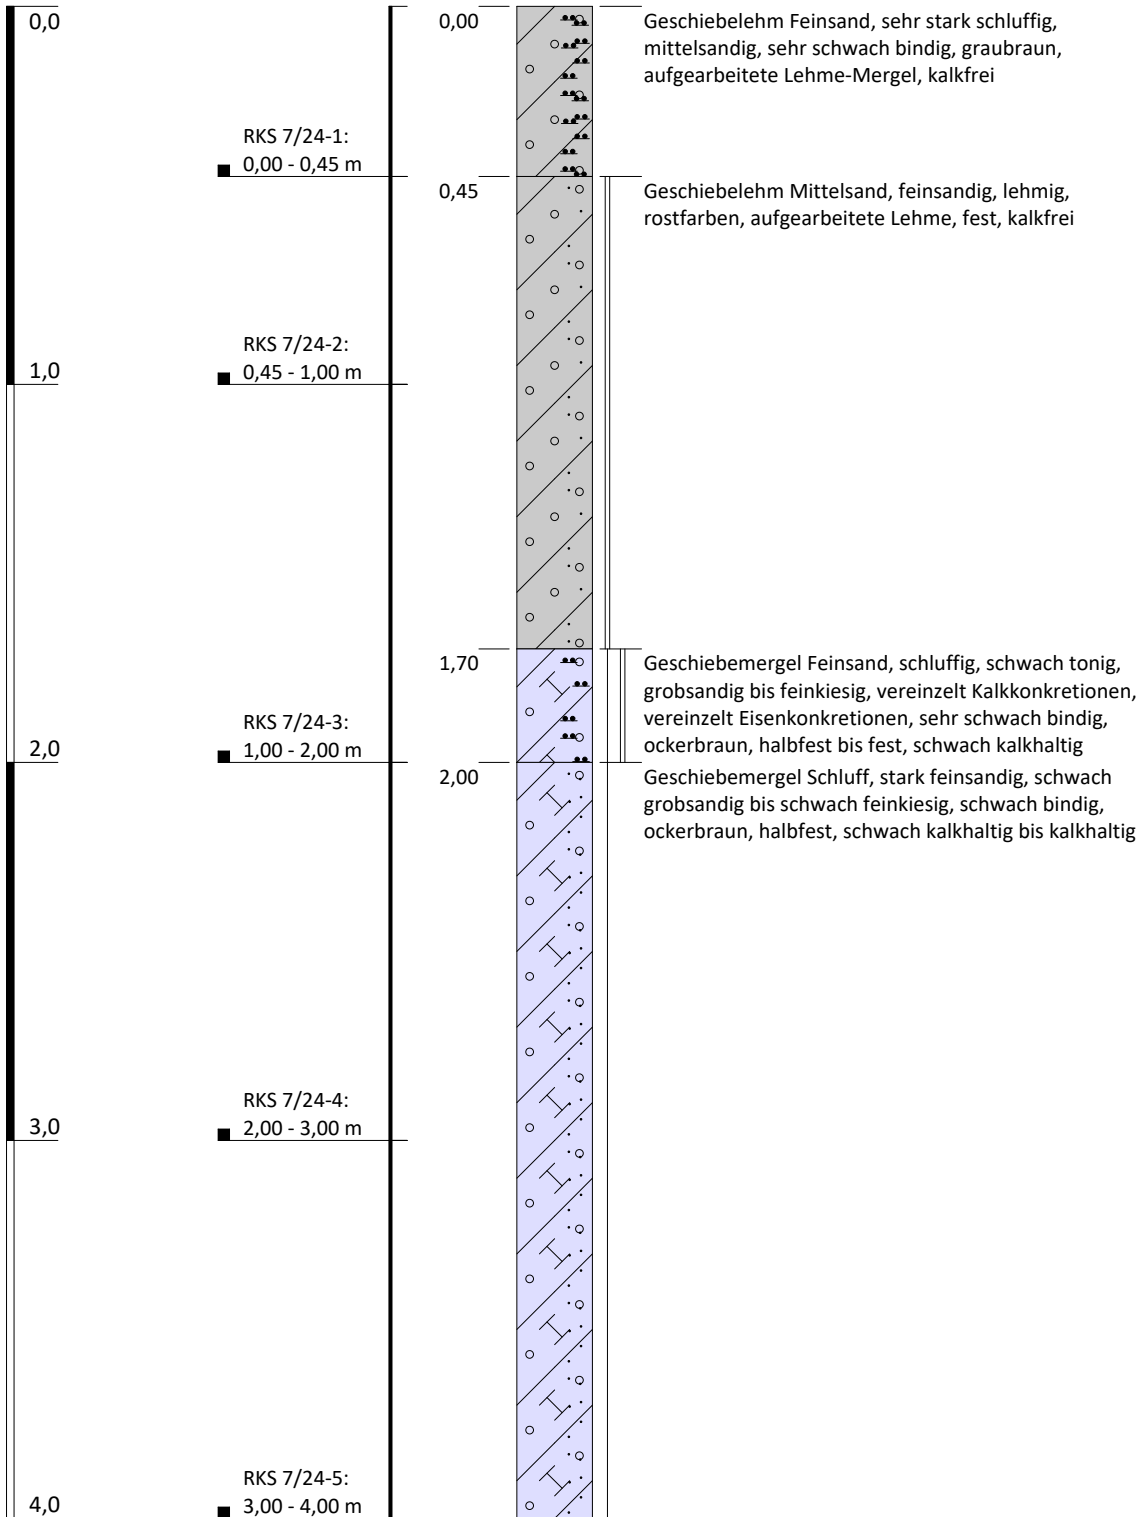 0,0
0,00
Geschiebelehm Feinsand, sehr stark schluffig,
mittelsandig, sehr schwach bindig, graubraun,
aufgearbeitete Lehme-Mergel, kalkfrei
RKS 7/24-1:
0,00 - 0,45 m
0,45
Geschiebelehm Mittelsand, feinsandig, lehmig,
rostfarben, aufgearbeitete Lehme, fest, kalkfrei
RKS 7/24-2:
0,45 - 1,00 m
1,0
1,70
Geschiebemergel Feinsand, schluffig, schwach tonig,
grobsandig bis feinkiesig, vereinzelt Kalkkonkretionen,
vereinzelt Eisenkonkretionen, sehr schwach bindig,
ockerbraun, halbfest bis fest, schwach kalkhaltig
RKS 7/24-3:
1,00 - 2,00 m
2,0
2,00
Geschiebemergel Schluff, stark feinsandig, schwach
grobsandig bis schwach feinkiesig, schwach bindig,
ockerbraun, halbfest, schwach kalkhaltig bis kalkhaltig
RKS 7/24-4:
2,00 - 3,00 m
3,0
RKS 7/24-5:
3,00 - 4,00 m
4,0